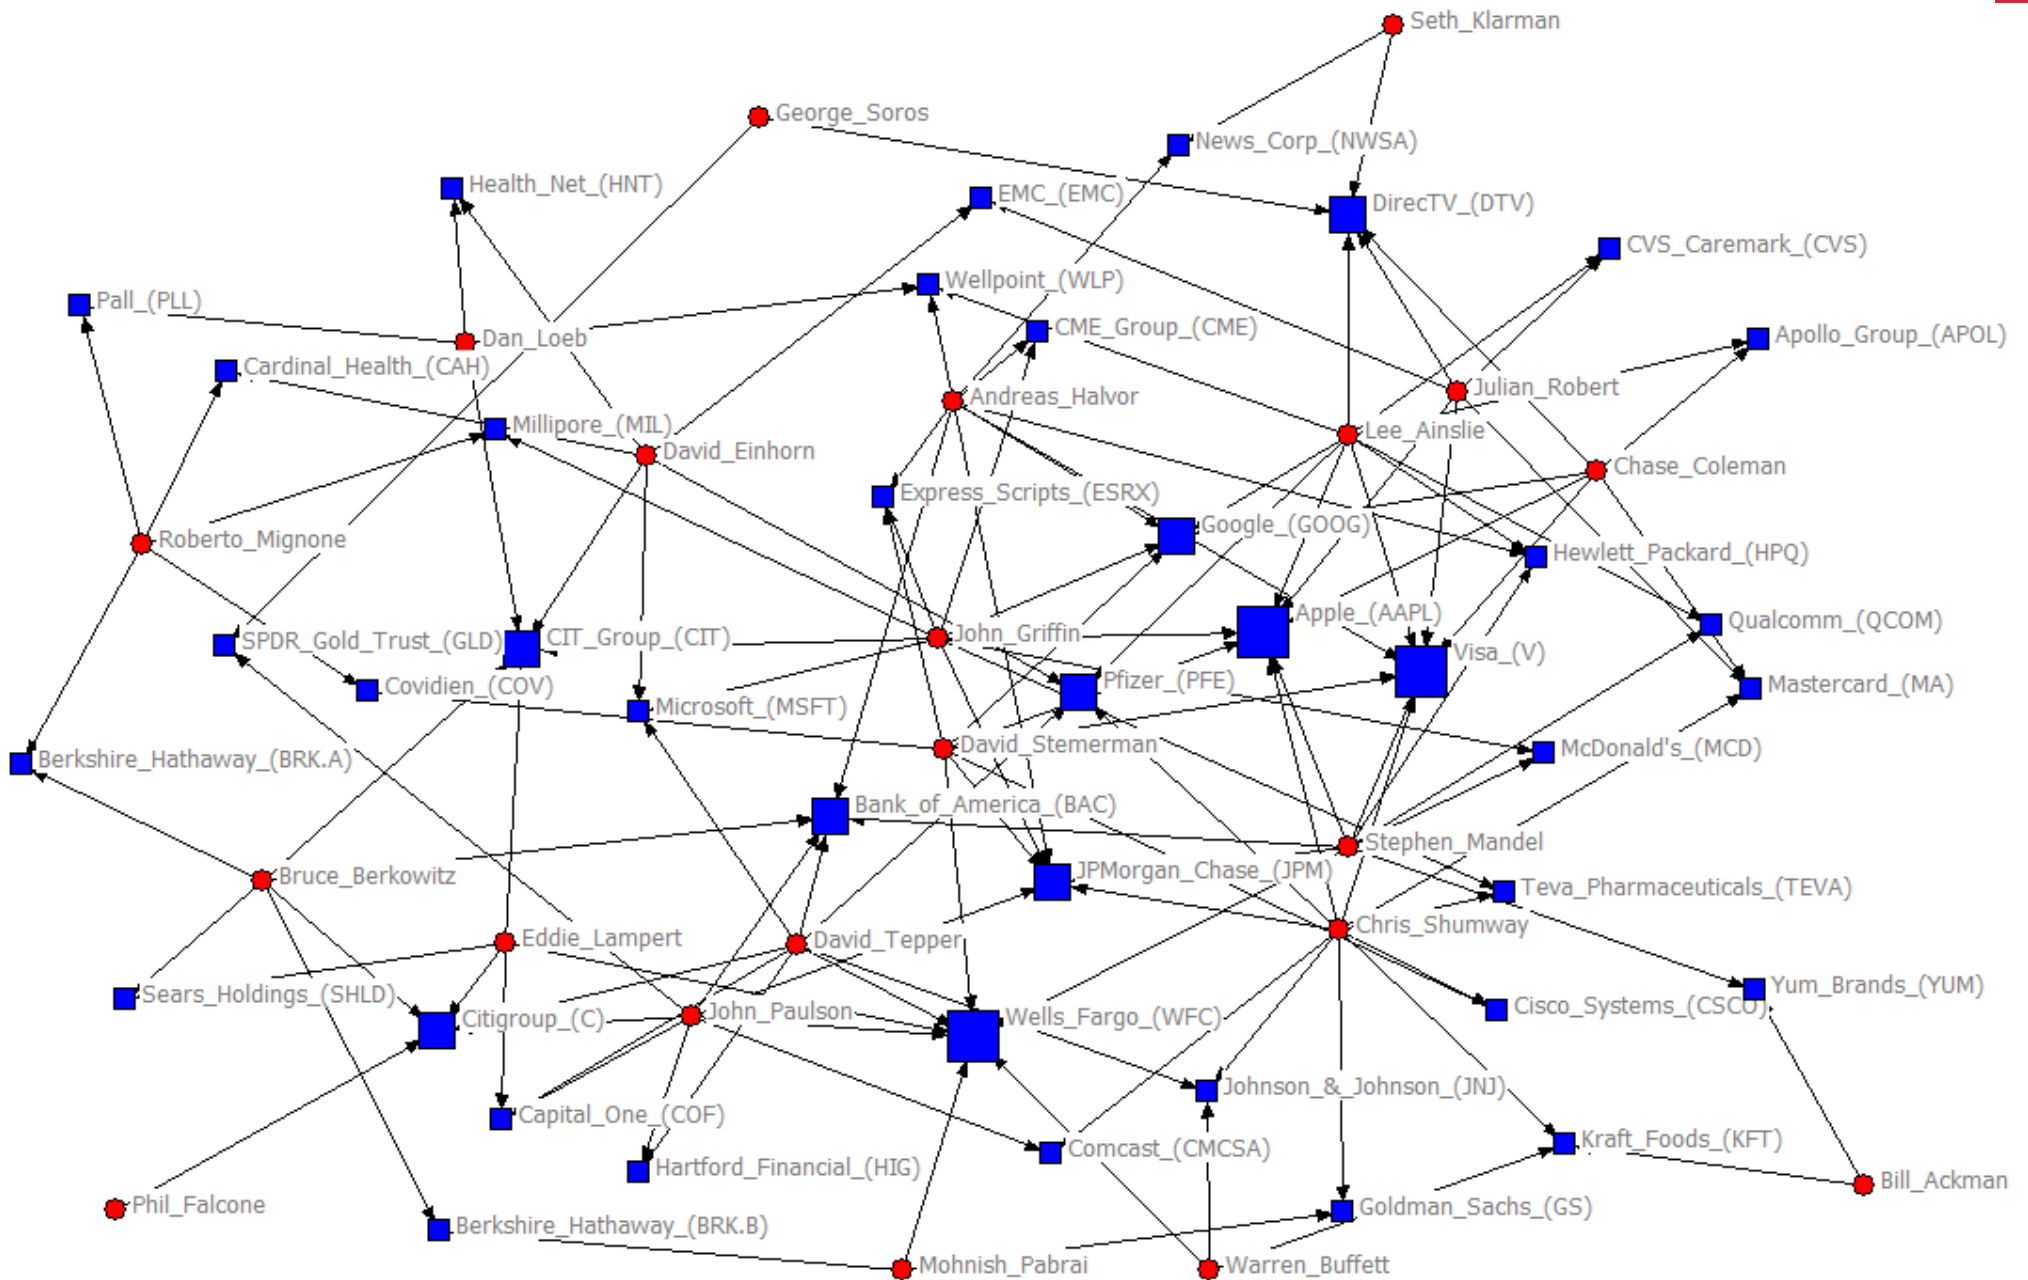 Seth_Klarman
George_Soros
News_Corp_(NWSA)
Health_Net_(HNT)
EMC_(EMC)
DirecTV_(DTV)
CVS_Caremark_(CVS)
Wellpoint_(WLP)
Pall_(PLL)
CME_Group_(CME)
Apollo_Group_(APOL)
Dan_Loeb
Cardinal_Health_(CAH)
Julian_Robert
Andreas_Halvor
Millipore_(MIL)
Lee_Ainslie
David_Einhorn
Chase_Coleman
Express_Scripts_(ESRX)
Google_(GOOG)
Roberto_Mignone
Hewlett_Packard_(HPQ)
Apple_(AAPL)
Qualcomm_(QCOM)
SPDR_Gold_Trust_(GLD)
CIT_Group_(CIT)
John_Griffin
Visa_(V)
Pfizer_(PFE)
Covidien_(COV)
Mastercard_(MA)
Microsoft_(MSFT)
David_Stemerman
McDonald's_(MCD)
Berkshire_Hathaway_(BRK.A)
Bank_of_America_(BAC)
Stephen_Mandel
JPMorgan_Chase_(JPM)
Bruce_Berkowitz
Teva_Pharmaceuticals_(TEVA)
Chris_Shumway
Eddie_Lampert
David_Tepper
Yum_Brands_(YUM)
Sears_Holdings_(SHLD)
Cisco_Systems_(CSCO)
Citigroup_(C)
John_Paulson
Wells_Fargo_(WFC)
Johnson_&_Johnson_(JNJ)
Capital_One_(COF)
Kraft_Foods_(KFT)
Comcast_(CMCSA)
Hartford_Financial_(HIG)
Bill_Ackman
Phil_Falcone
Goldman_Sachs_(GS)
Berkshire_Hathaway_(BRK.B)
Mohnish_Pabrai
Warren_Buffett